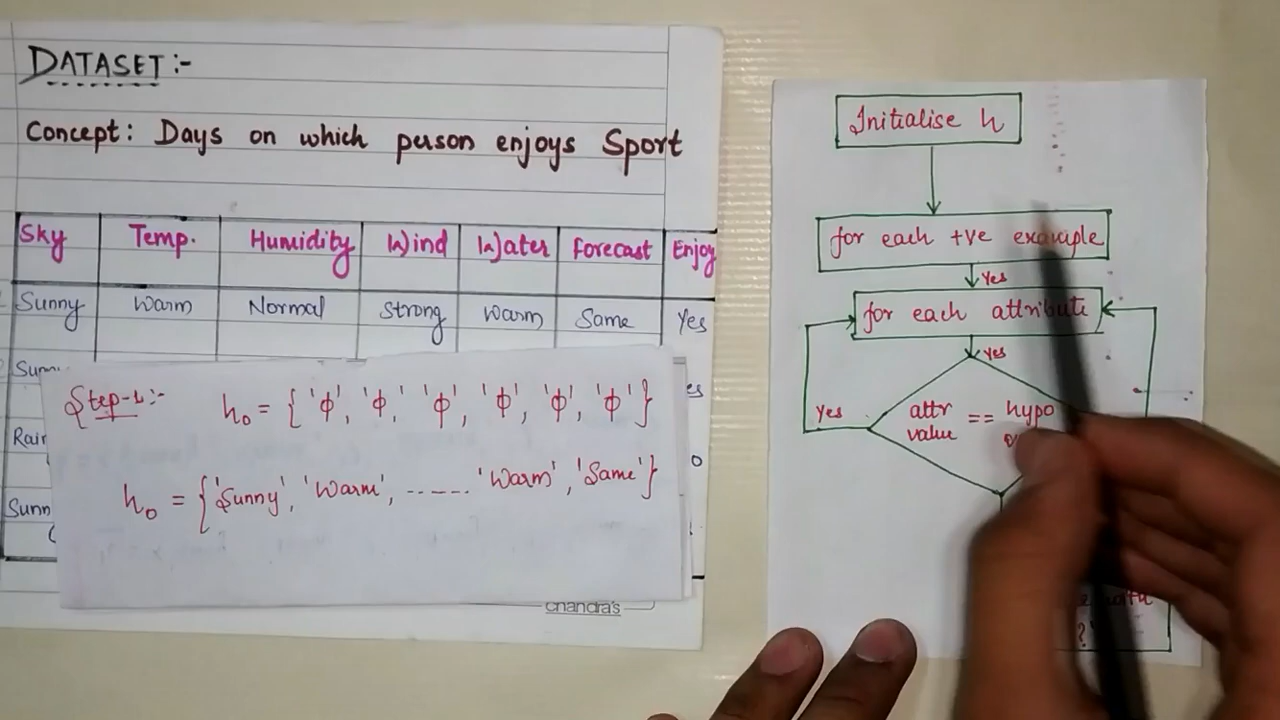 DATASET:-
Concept: Days on which person enjoys Sport
Sky Temp. Humidity Wind Water Forecast Enjoy
Sunny Warm Normal Strong Warm Same Yes
Step-1:- h₀ = { 'ϕ', 'ϕ', 'ϕ', 'ϕ', 'ϕ', 'ϕ' }
h₀ = { 'Sunny', 'Warm', ------ 'Warm', 'Same' }
chandra's
Initialise h
for each +ve example
Yes
for each attribute
Yes
Yes
attr == hypo
value
?